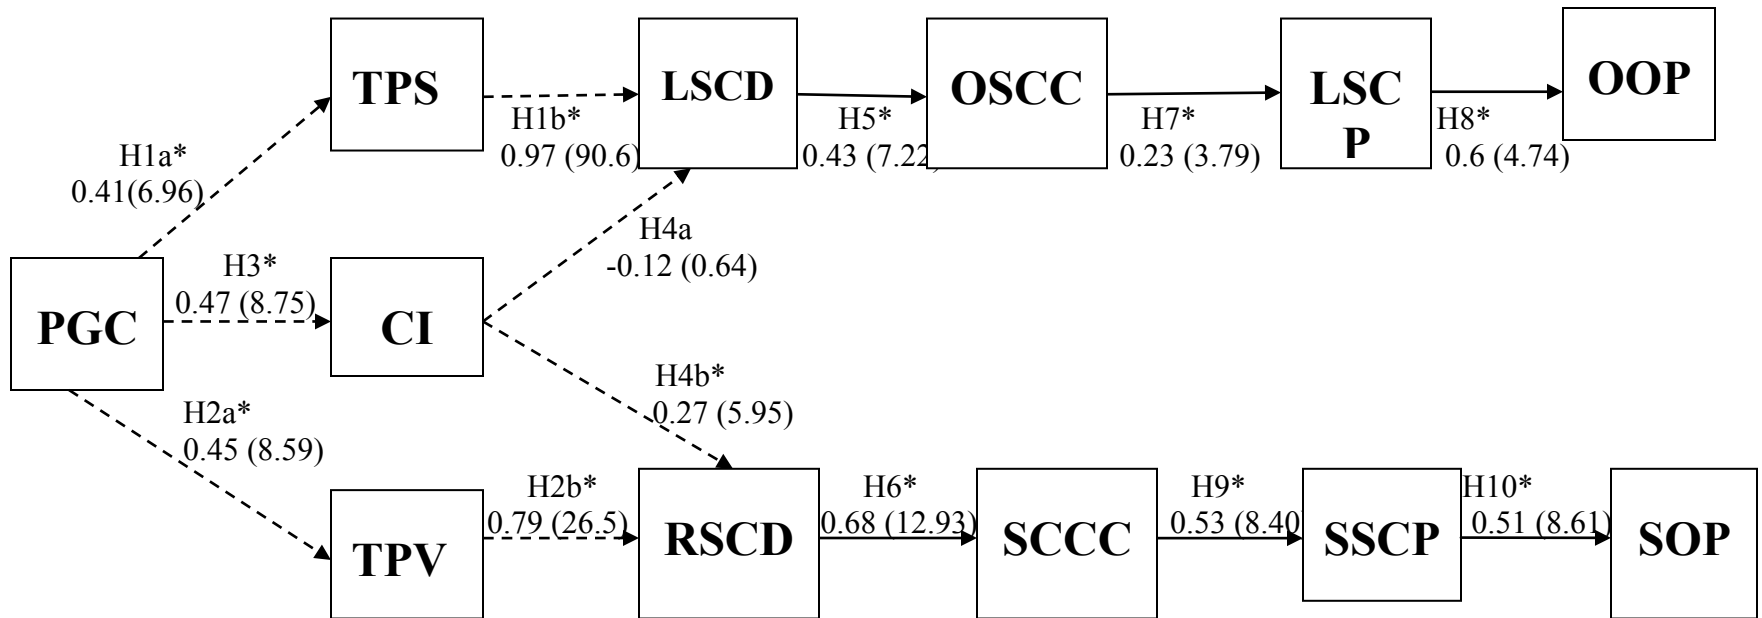 TPS
LSCD
OSCC
LSC
P
OOP
H1a*
0.41(6.96)
H1b*
0.97 (90.6)
H5*
0.43 (7.22
H7*
0.23 (3.79)
H8*
0.6 (4.74)
PGC
H3*
0.47 (8.75)
CI
H4a
-0.12 (0.64)
H4b*
0.27 (5.95)
H2a*
0.45 (8.59)
TPV
H2b*
0.79 (26.5)
RSCD
H6*
0.68 (12.93)
SCCC
H9*
0.53 (8.40
SSCP
H10*
0.51 (8.61)
SOP